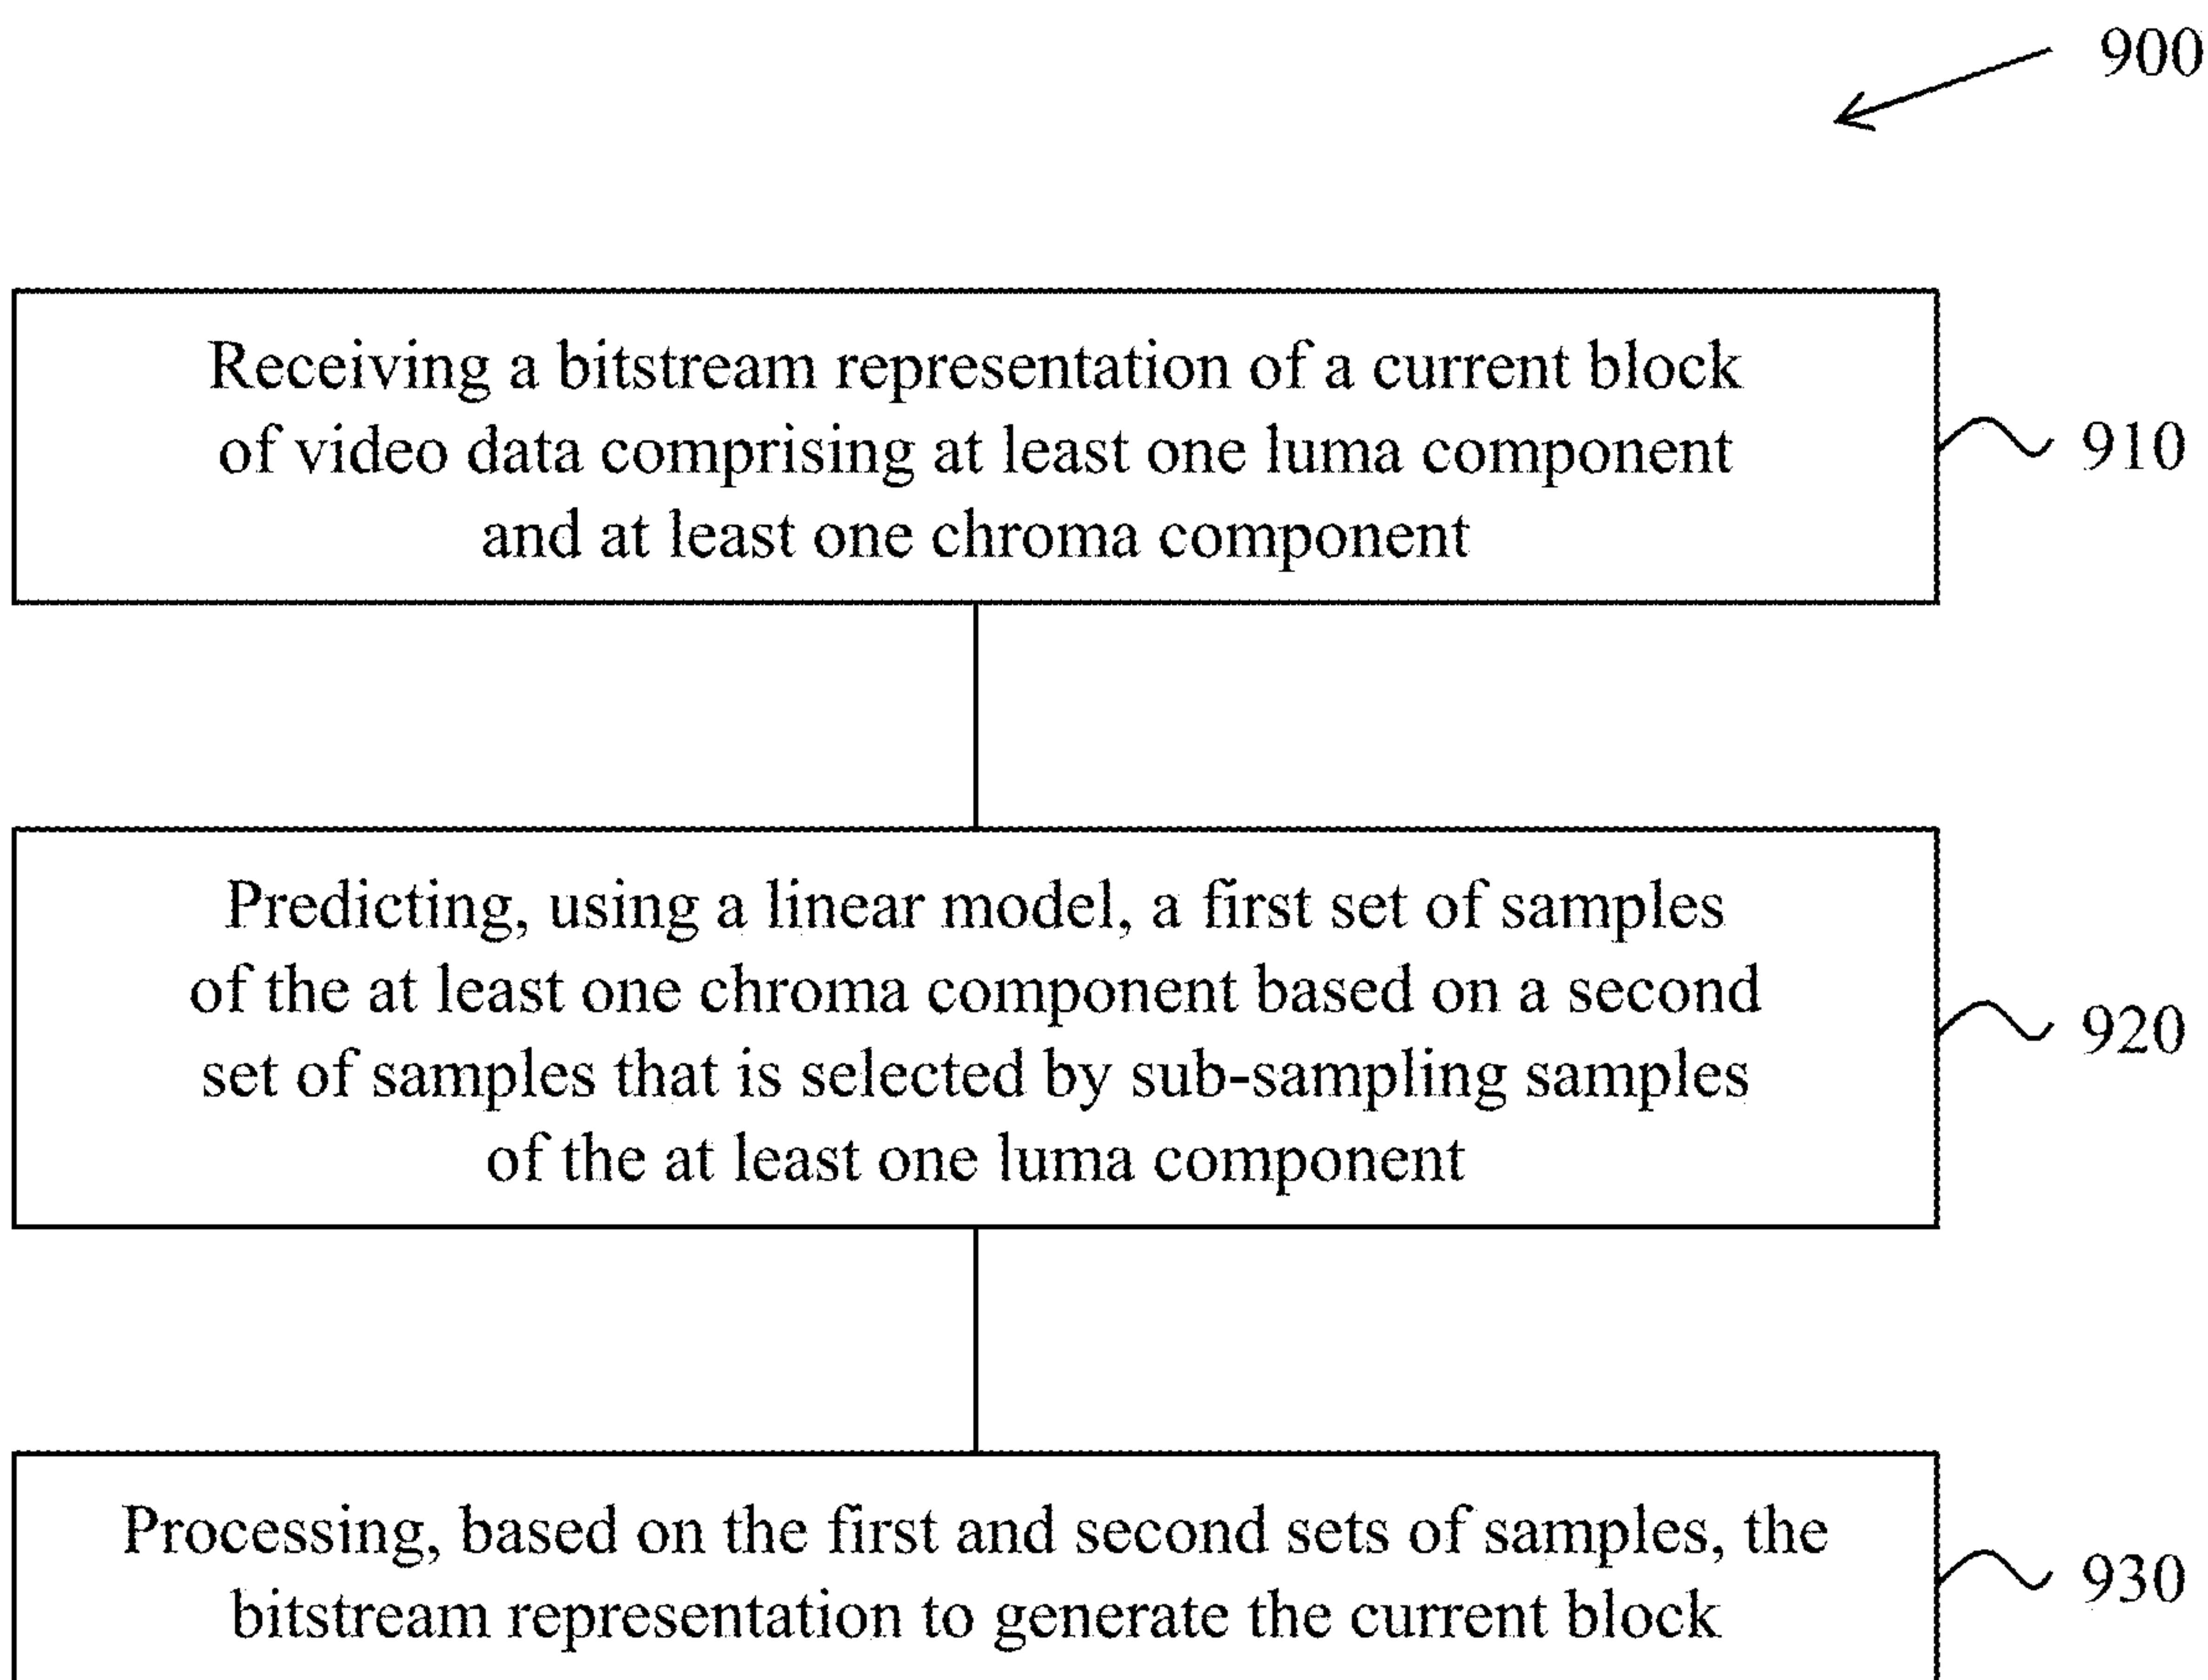 900
Receiving a bitstream representation of a current block
of video data comprising at least one luma component
and at least one chroma component
910
Predicting, using a linear model, a first set of samples
of the at least one chroma component based on a second
set of samples that is selected by sub-sampling samples
of the at least one luma component
920
Processing, based on the first and second sets of samples, the
bitstream representation to generate the current block
930